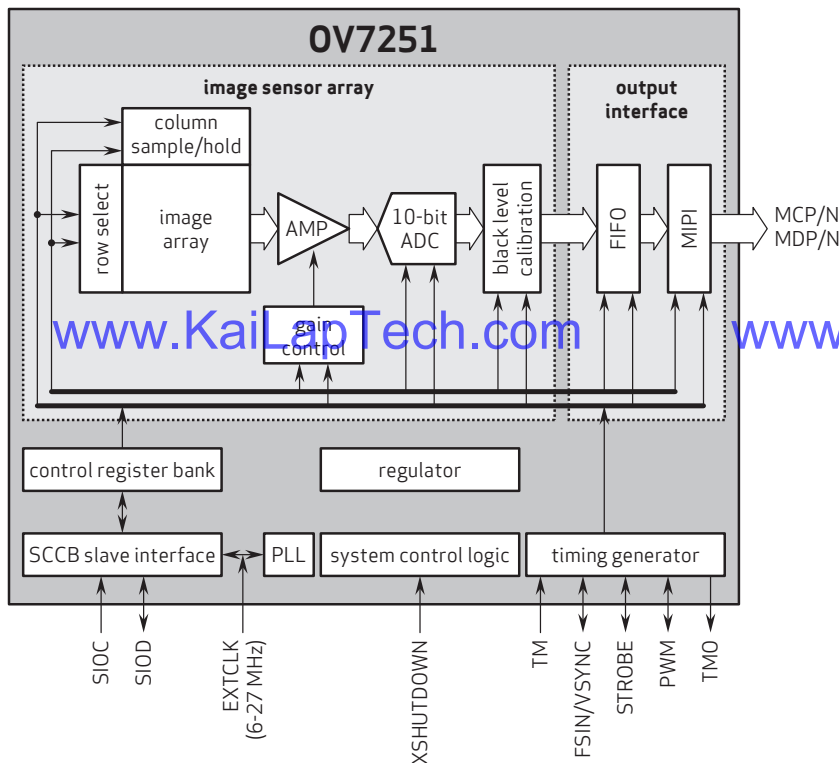 OV7251
image sensor array
output
interface
column
sample/hold
row select
image
array
AMP
10-bit
ADC
black level
calibration
FIFO
MIPI
MCP/N
MDP/N
gain
control
www.KaiLapTech.com
www
control register bank
regulator
SCCB slave interface
PLL
system control logic
timing generator
SIOC
SIOD
EXTCLK
(6-27 MHz)
XSHUTDOWN
TM
FSIN/VSYNC
STROBE
PWM
TMO